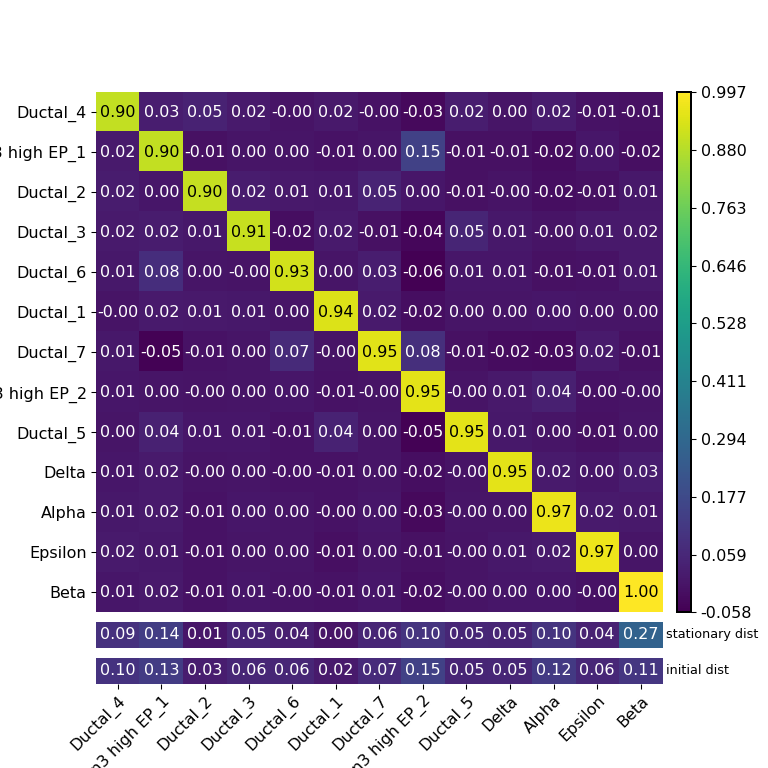 Ductal_4 0.90 0.03 0.05 0.02 -0.00 0.02 -0.00 -0.03 0.02 0.00 0.02 -0.01 -0.01
3 high EP_1 0.02 0.90 -0.01 0.00 0.00 -0.01 0.00 0.15 -0.01 -0.01 -0.02 0.00 -0.02
Ductal_2 0.02 0.00 0.90 0.02 0.01 0.01 0.05 0.00 -0.01 -0.00 -0.02 -0.01 0.01
Ductal_3 0.02 0.02 0.01 0.91 -0.02 0.02 -0.01 -0.04 0.05 0.01 -0.00 0.01 0.02
Ductal_6 0.01 0.08 0.00 -0.00 0.93 0.00 0.03 -0.06 0.01 0.01 -0.01 -0.01 0.01
Ductal_1 -0.00 0.02 0.01 0.01 0.00 0.94 0.02 -0.02 0.00 0.00 0.00 0.00 0.00
Ductal_7 0.01 -0.05 -0.01 0.00 0.07 -0.00 0.95 0.08 -0.01 -0.02 -0.03 0.02 -0.01
3 high EP_2 0.01 0.00 -0.00 0.00 0.00 -0.01 -0.00 0.95 -0.00 0.01 0.04 -0.00 -0.00
Ductal_5 0.00 0.04 0.01 0.01 -0.01 0.04 0.00 -0.05 0.95 0.01 0.00 -0.01 0.00
Delta 0.01 0.02 -0.00 0.00 -0.00 -0.01 0.00 -0.02 -0.00 0.95 0.02 0.00 0.03
Alpha 0.01 0.02 -0.01 0.00 -0.00 -0.00 0.00 -0.03 -0.00 0.00 0.97 0.02 0.01
Epsilon 0.02 0.01 -0.01 0.00 -0.01 0.00 0.00 -0.01 -0.00 0.01 0.02 0.97 0.00
Beta 0.01 0.02 -0.01 0.01 -0.00 -0.01 0.01 -0.02 -0.00 0.00 0.00 -0.00 1.00
0.997
0.880
0.763
0.646
0.528
0.411
0.294
0.177
0.059
-0.058
0.09 0.14 0.01 0.05 0.04 0.00 0.06 0.10 0.05 0.05 0.10 0.04 0.27 stationary dist
0.10 0.13 0.03 0.06 0.06 0.02 0.07 0.15 0.05 0.05 0.12 0.06 0.11 initial dist
Ductal_4 n3 high EP_1 Ductal_2 Ductal_3 Ductal_6 Ductal_1 Ductal_7 n3 high EP_2 Ductal_5 Delta Alpha Epsilon Beta